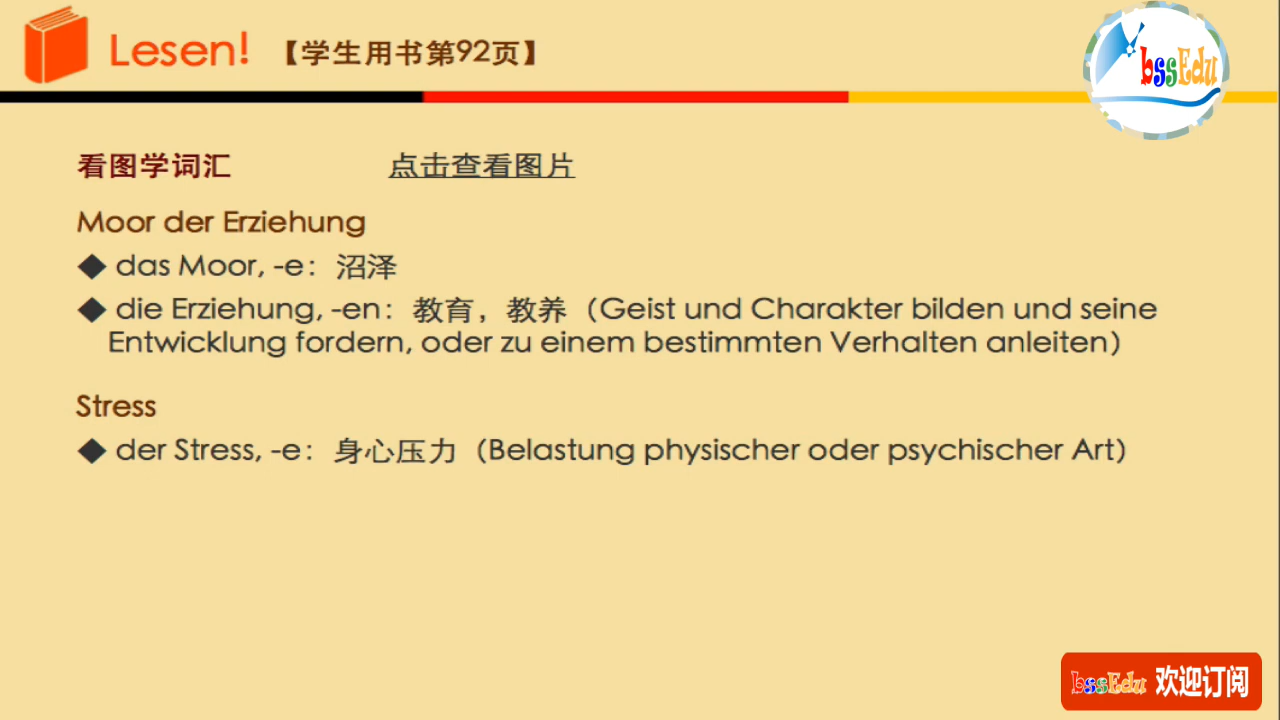 Lesen! 【学生用书第92页】
bssEdu
看图学词汇 点击查看图片
Moor der Erziehung
◆ das Moor, -e：沼泽
◆ die Erziehung, -en：教育，教养（Geist und Charakter bilden und seine
Entwicklung fordern, oder zu einem bestimmten Verhalten anleiten）
Stress
◆ der Stress, -e：身心压力（Belastung physischer oder psychischer Art）
bssEdu 欢迎订阅